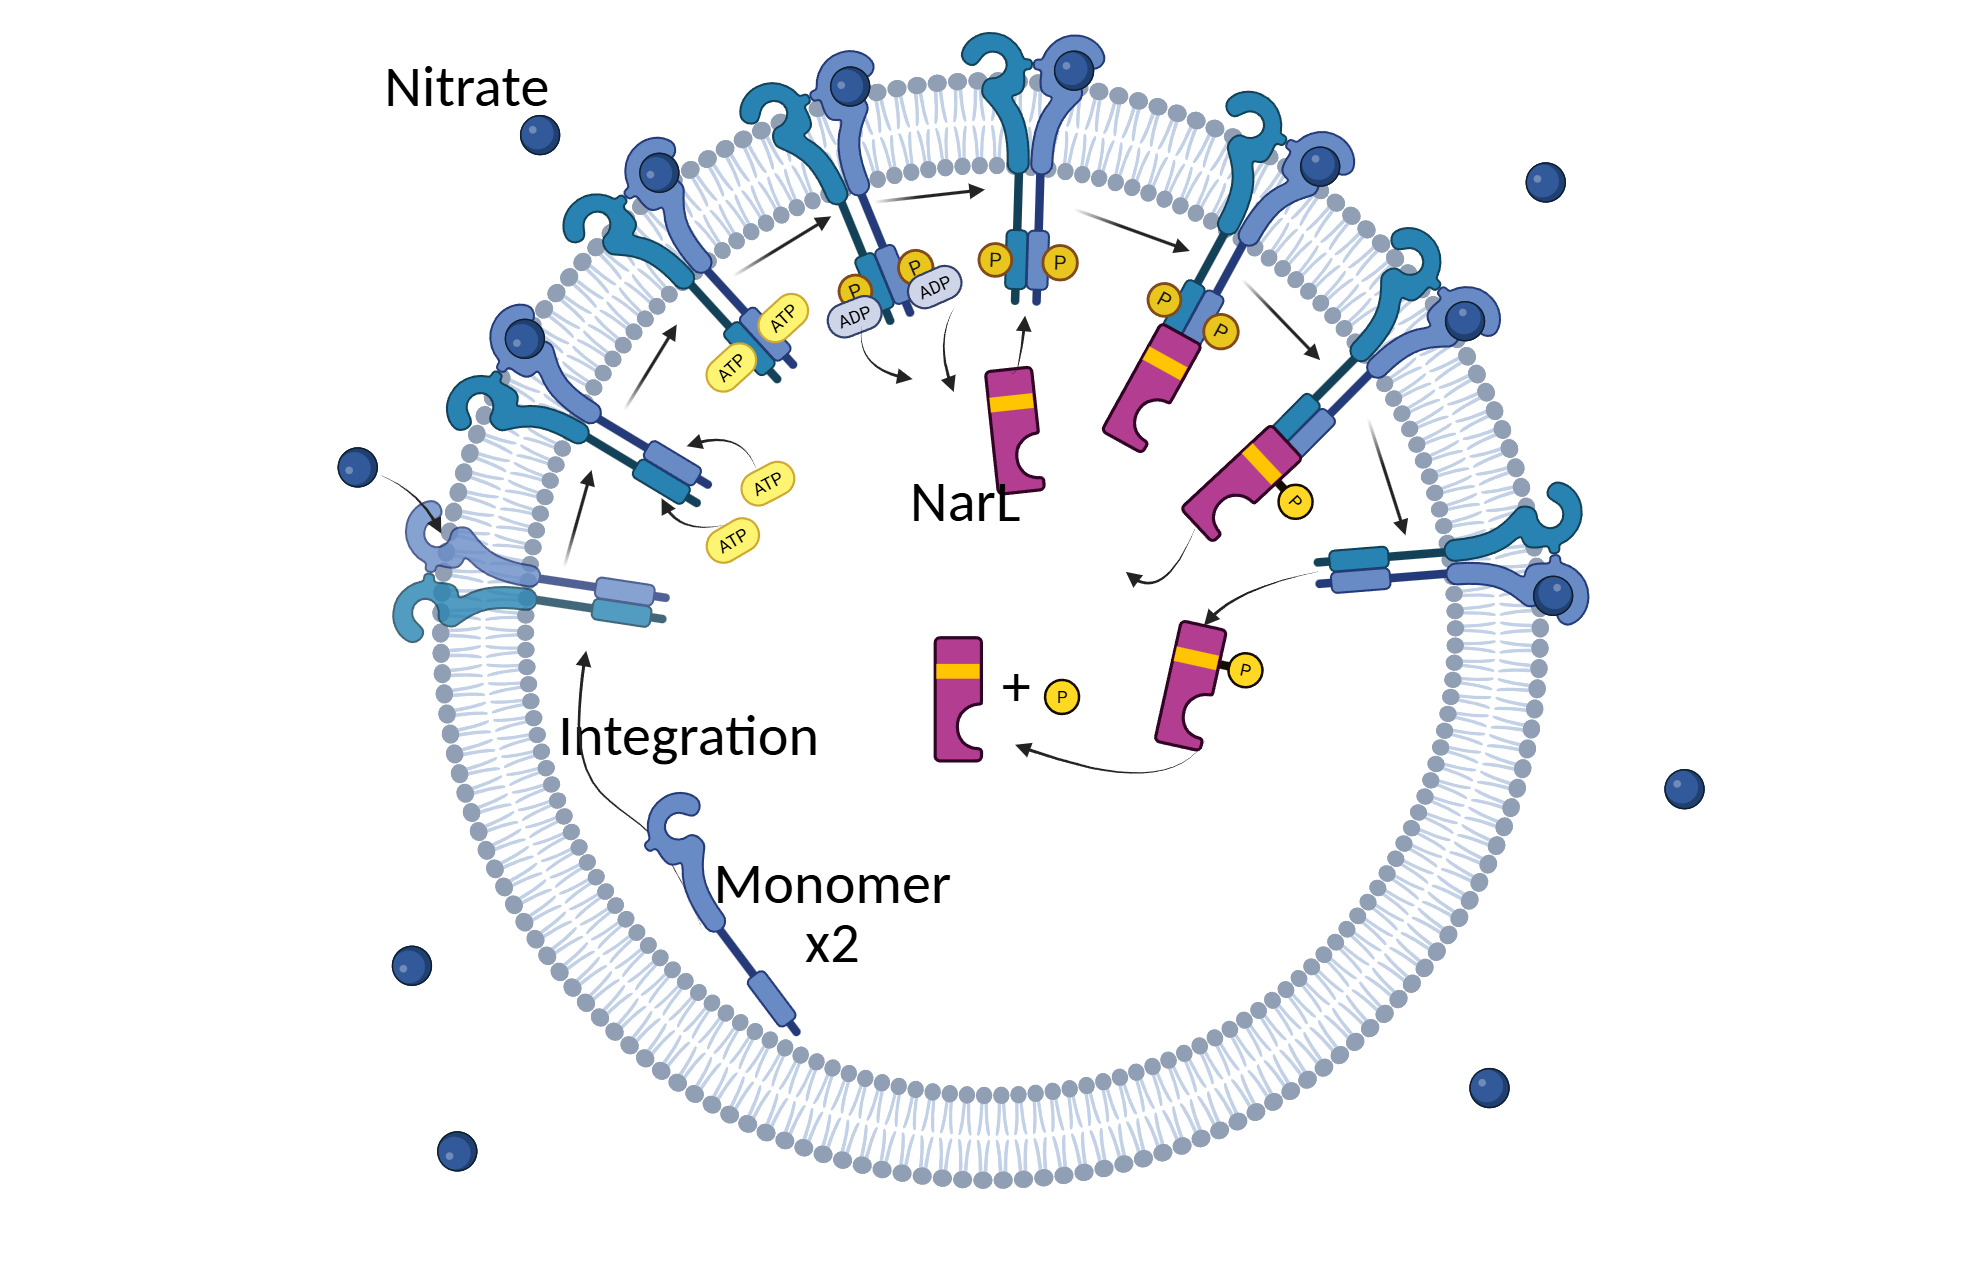 Nitrate
P
P
ADP
ADP
P
P
P
P
ATP
ATP
ATP
ATP
NarL
P
P
+
P
Integration
Monomer
x2